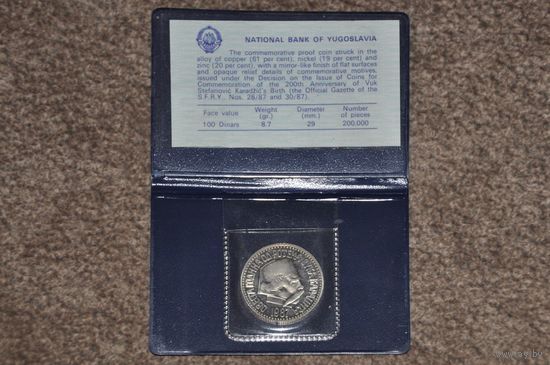 NATIONAL BANK OF YUGOSLAVIA
The commemorative proof coin struck in the
alloy of copper (61 per cent), nickel (19 per cent) and
zinc (20 per cent), with a mirror-like finish of flat surfaces
and opaque relief details of commemorative motives,
issued under the Decision on the Issue of Coins for
Commemoration of the 200th Anniversary of Vuk
Stefanović Karadžić's Birth (the Official Gazette of the
S.F.R.Y., Nos. 28/87 and 30/87).
Face value Weight (gr.) Diameter (mm.) Number of pieces
100 Dinars 8.7 29 200,000
1987